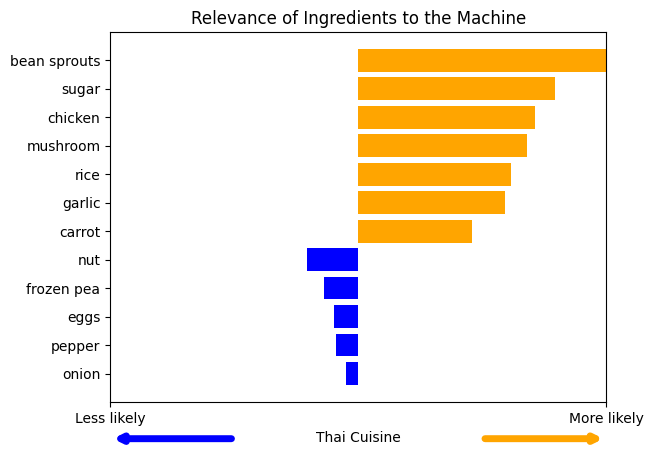 Relevance of Ingredients to the Machine
bean sprouts
sugar
chicken
mushroom
rice
garlic
carrot
nut
frozen pea
eggs
pepper
onion
Less likely
More likely
Thai Cuisine